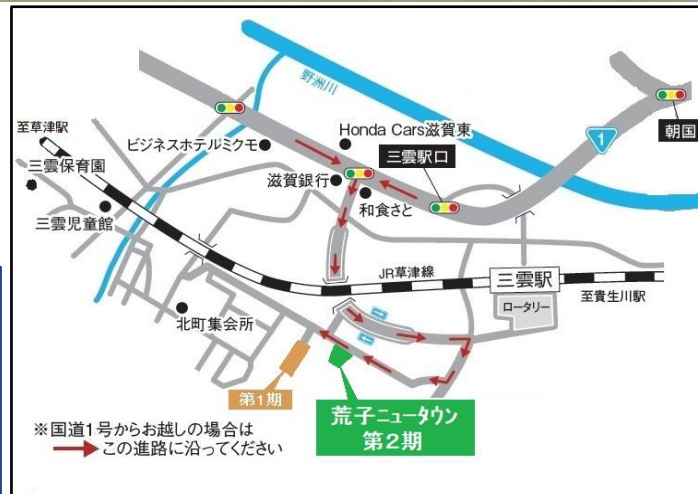 野洲川
1
朝国
Honda Cars滋賀東
ビジネスホテルミクモ
三雲駅口
至草津駅
三雲保育園
滋賀銀行
和食さと
三雲児童館
JR草津線
三雲駅
至貴生川駅
ロータリー
北町集会所
第1期
荒子ニュータウン
第2期
※国道1号からお越しの場合は
この進路に沿ってください